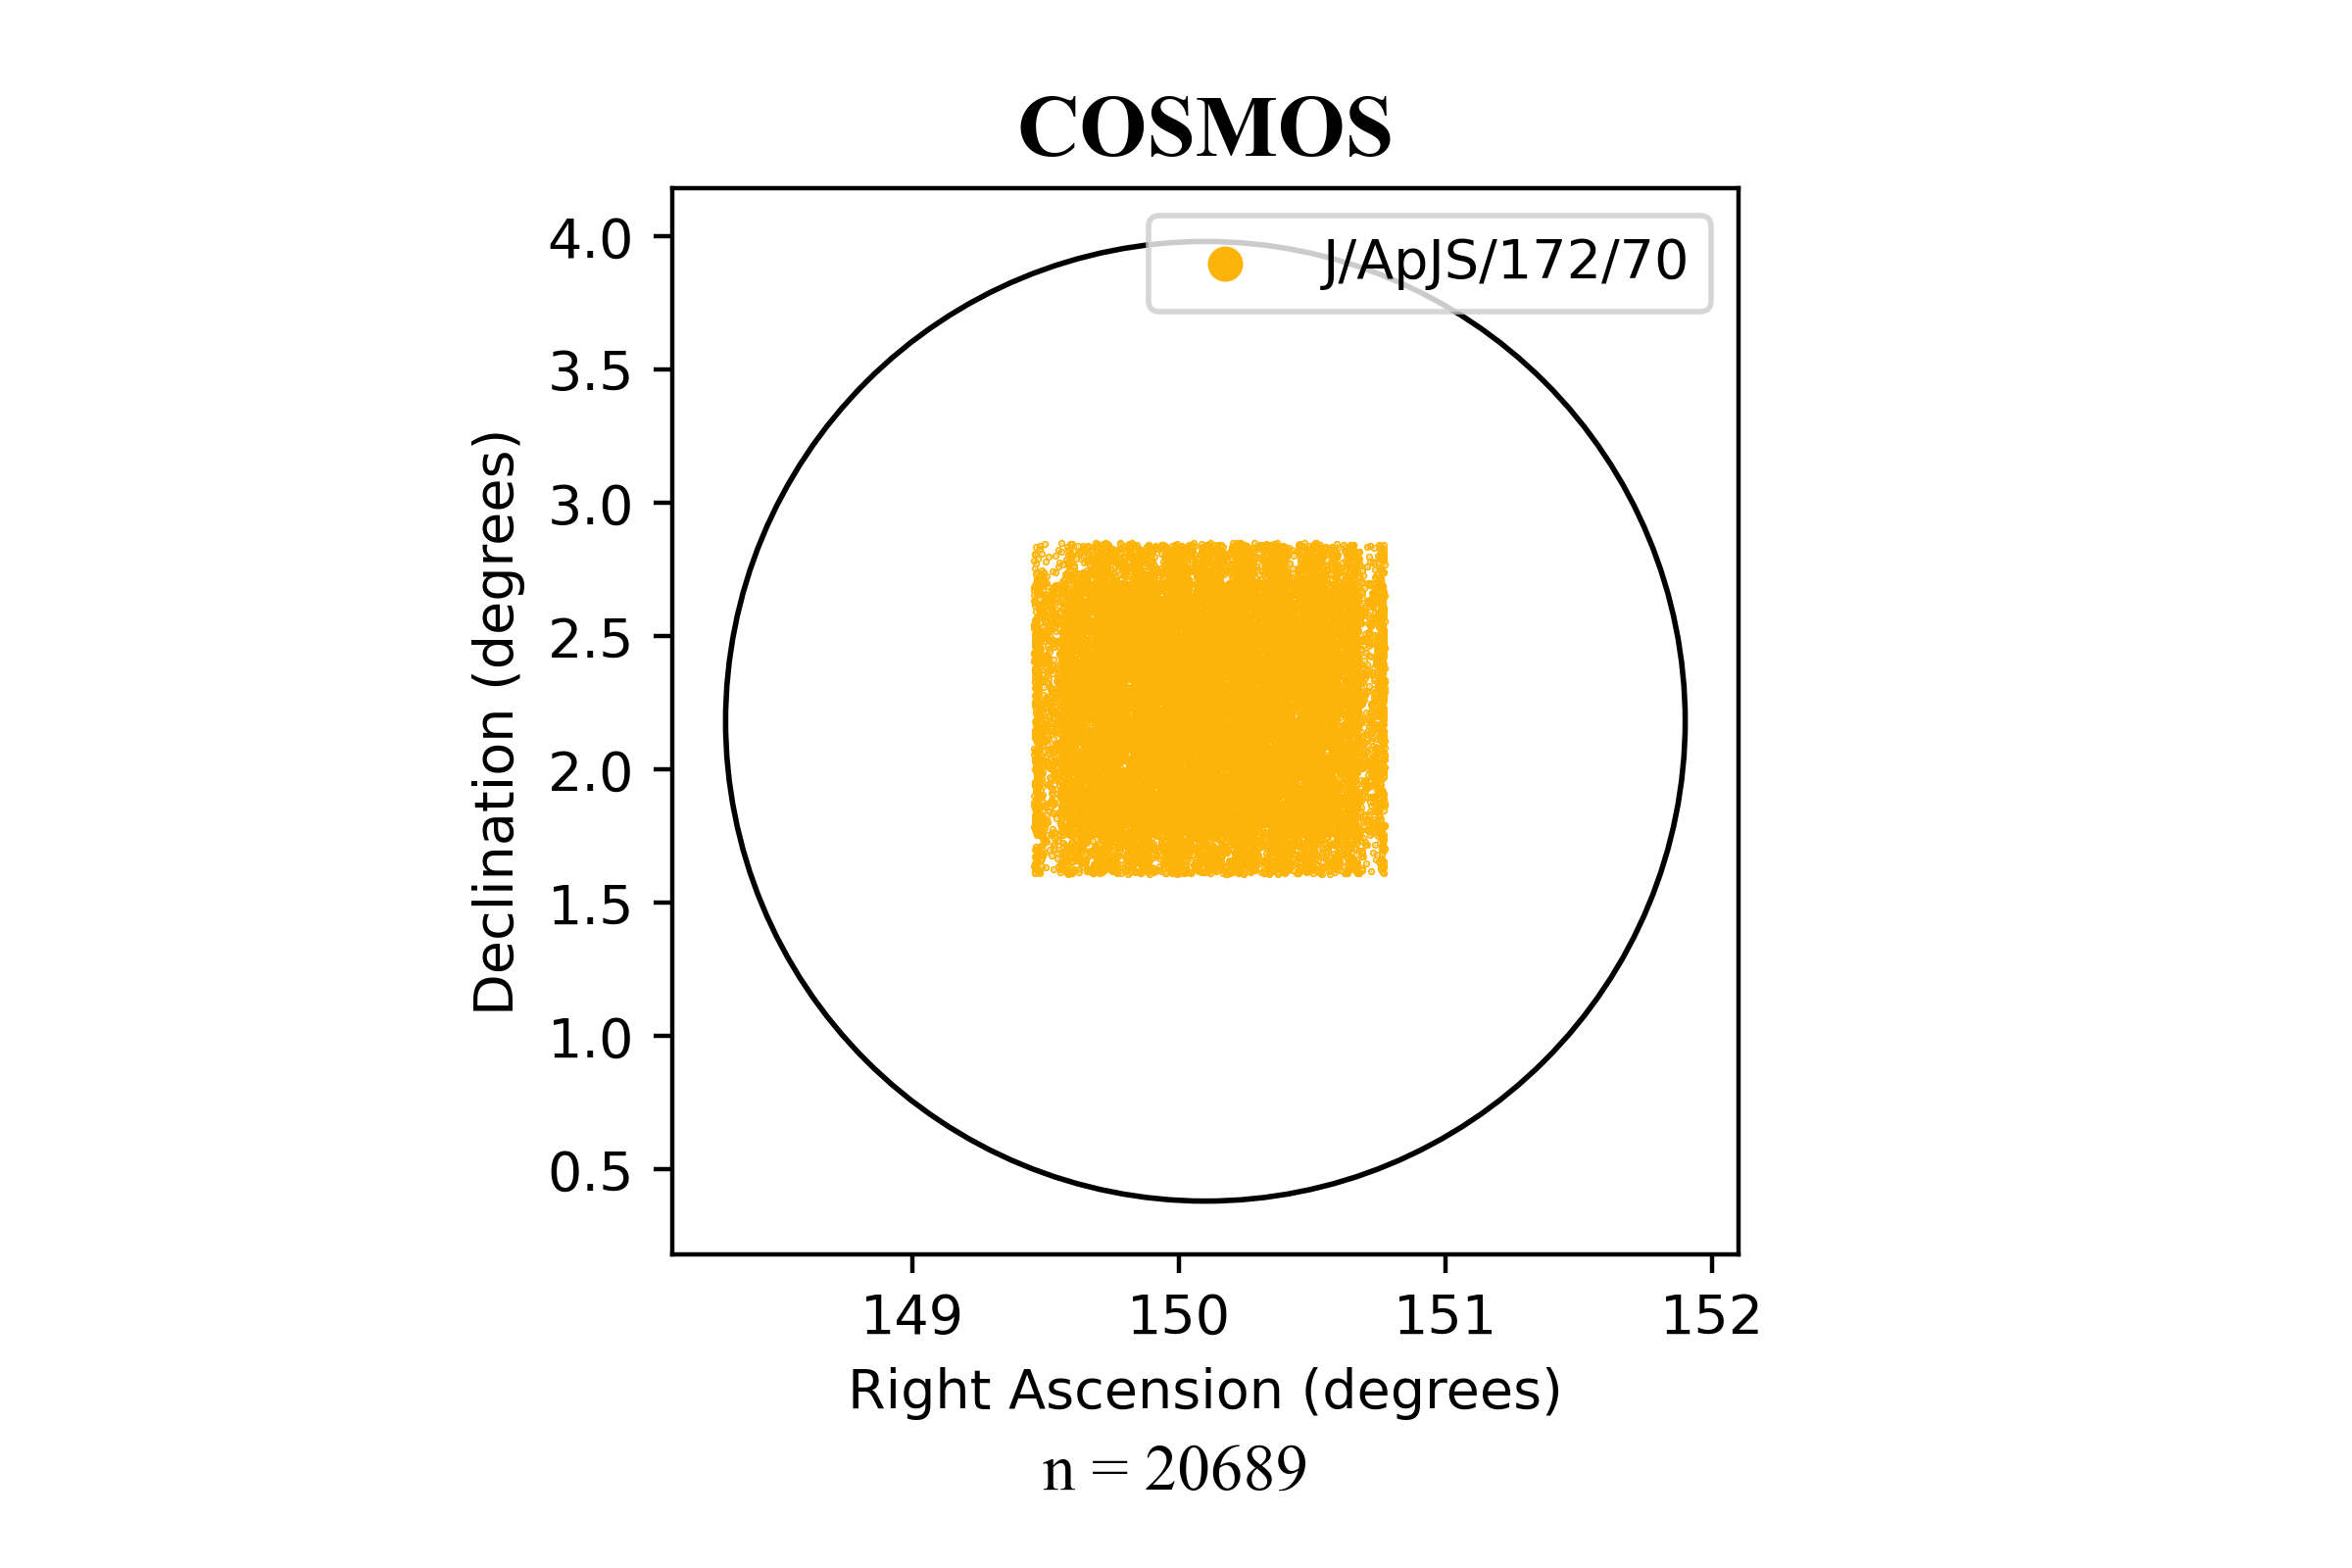 COSMOS
J/ApJS/172/70
4.0
3.5
3.0
2.5
2.0
1.5
1.0
0.5
Declination (degrees)
149 150 151 152
Right Ascension (degrees)
n = 20689